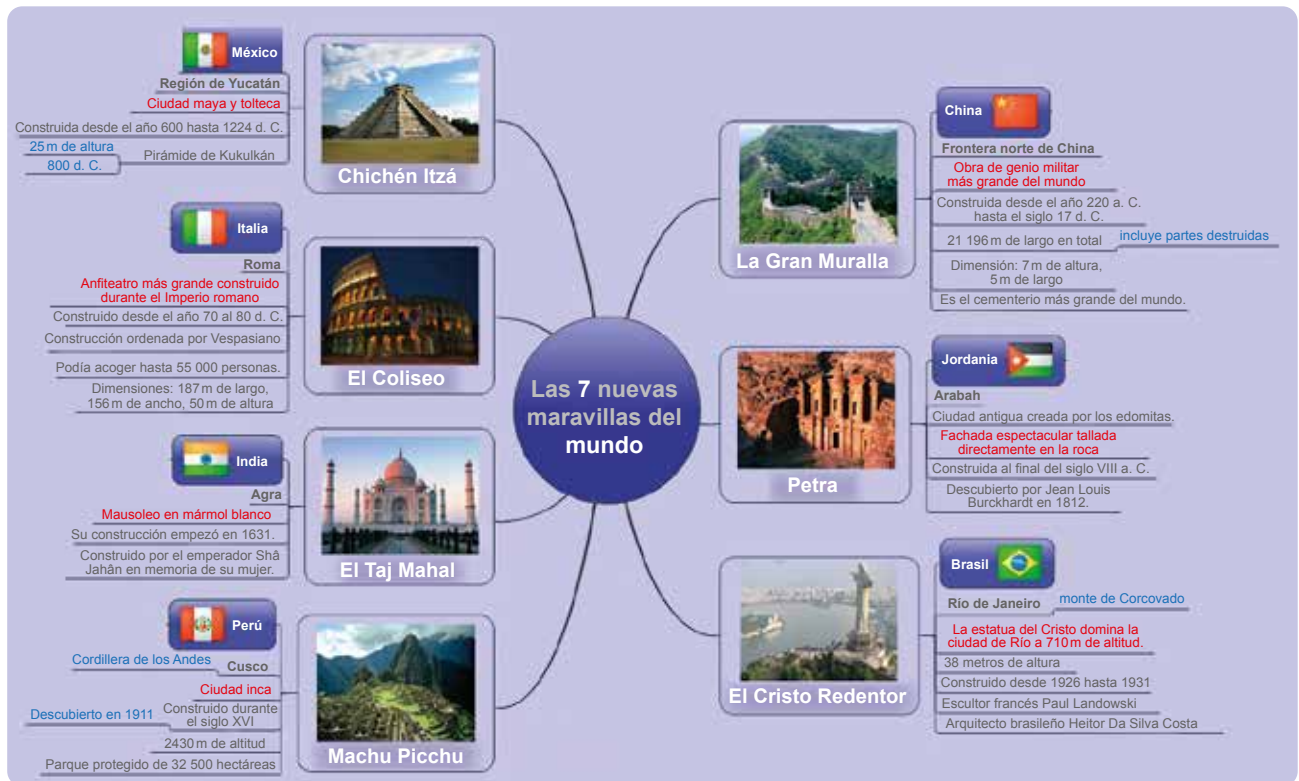 Las 7 nuevas
maravillas del
mundo
México
Región de Yucatán
Ciudad maya y tolteca
Construida desde el año 600 hasta 1224 d. C.
25 m de altura
800 d. C.
Pirámide de Kukulkán
Chichén Itzá
Italia
Roma
Anfiteatro más grande construido
durante el Imperio romano
Construido desde el año 70 al 80 d. C.
Construcción ordenada por Vespasiano
Podía acoger hasta 55 000 personas.
Dimensiones: 187 m de largo,
156 m de ancho, 50 m de altura
El Coliseo
India
Agra
Mausoleo en mármol blanco
Su construcción empezó en 1631.
Construido por el emperador Shâ
Jahân en memoria de su mujer.
El Taj Mahal
Perú
Cordillera de los Andes
Cusco
Ciudad inca
Descubierto en 1911
Construido durante
el siglo XVI
2430 m de altitud
Parque protegido de 32 500 hectáreas
Machu Picchu
China
Frontera norte de China
Obra de genio militar
más grande del mundo
Construida desde el año 220 a. C.
hasta el siglo 17 d. C.
21 196 m de largo en total
incluye partes destruidas
Dimensión: 7 m de altura,
5 m de largo
Es el cementerio más grande del mundo.
La Gran Muralla
Jordania
Arabah
Ciudad antigua creada por los edomitas.
Fachada espectacular tallada
directamente en la roca
Construida al final del siglo VIII a. C.
Descubierto por Jean Louis
Burckhardt en 1812.
Petra
Brasil
Río de Janeiro
monte de Corcovado
La estatua del Cristo domina la
ciudad de Río a 710 m de altitud.
38 metros de altura
Construido desde 1926 hasta 1931
Escultor francés Paul Landowski
Arquitecto brasileño Heitor Da Silva Costa
El Cristo Redentor